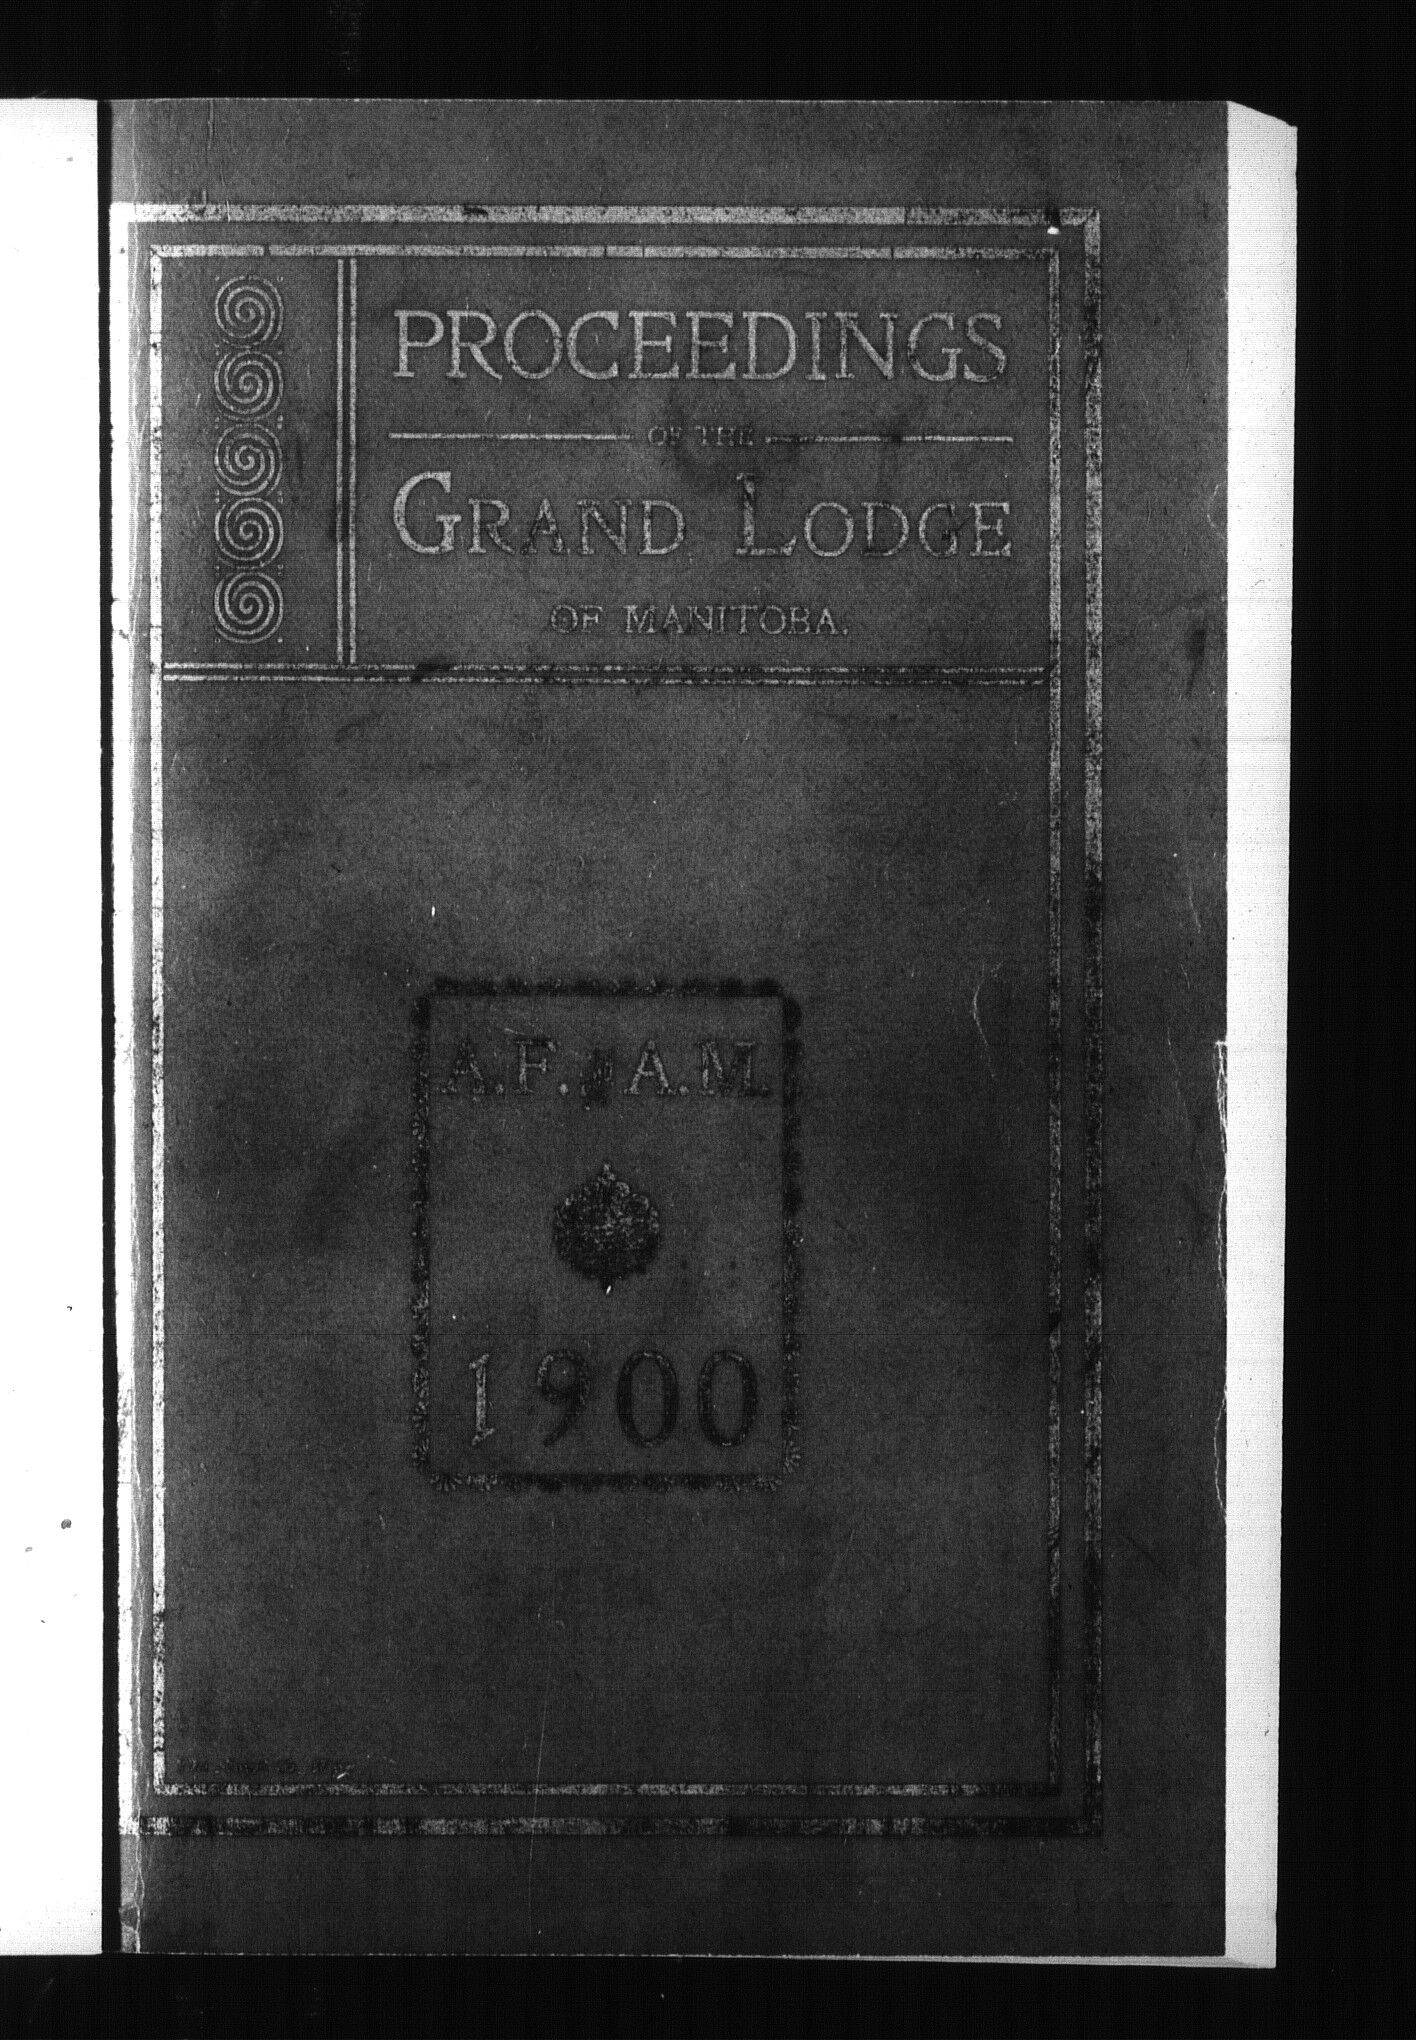 PROCEEDINGS
OF THE
GRAND LODGE
OF MANITOBA.
A.F. & A.M.
1900